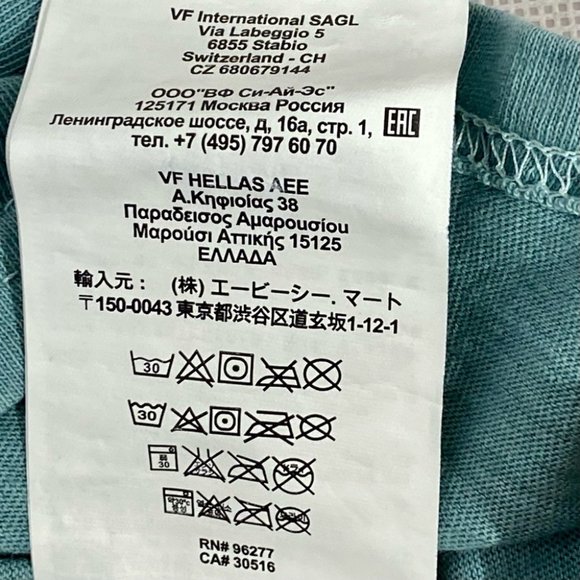 VF International SAGL
Via Labeggio 5
6855 Stabio
Switzerland - CH
CZ 680679144
ООО"ВФ Си-Ай-Эс"
125171 Москва Россия
Ленинградское шоссе, д, 16а, стр. 1,
EAC
тел. +7 (495) 797 60 70
VF HELLAS AEE
Α.Κηφισίας 38
Παραδεισος Αμαρουσίου
Μαρούσι Αττικής 15125
ΕΛΛΑΔΑ
輸入元: (株) エービーシー. マート
〒150-0043 東京都渋谷区道玄坂1-12-1
30
30
弱
30
RN# 96277
CA# 30516